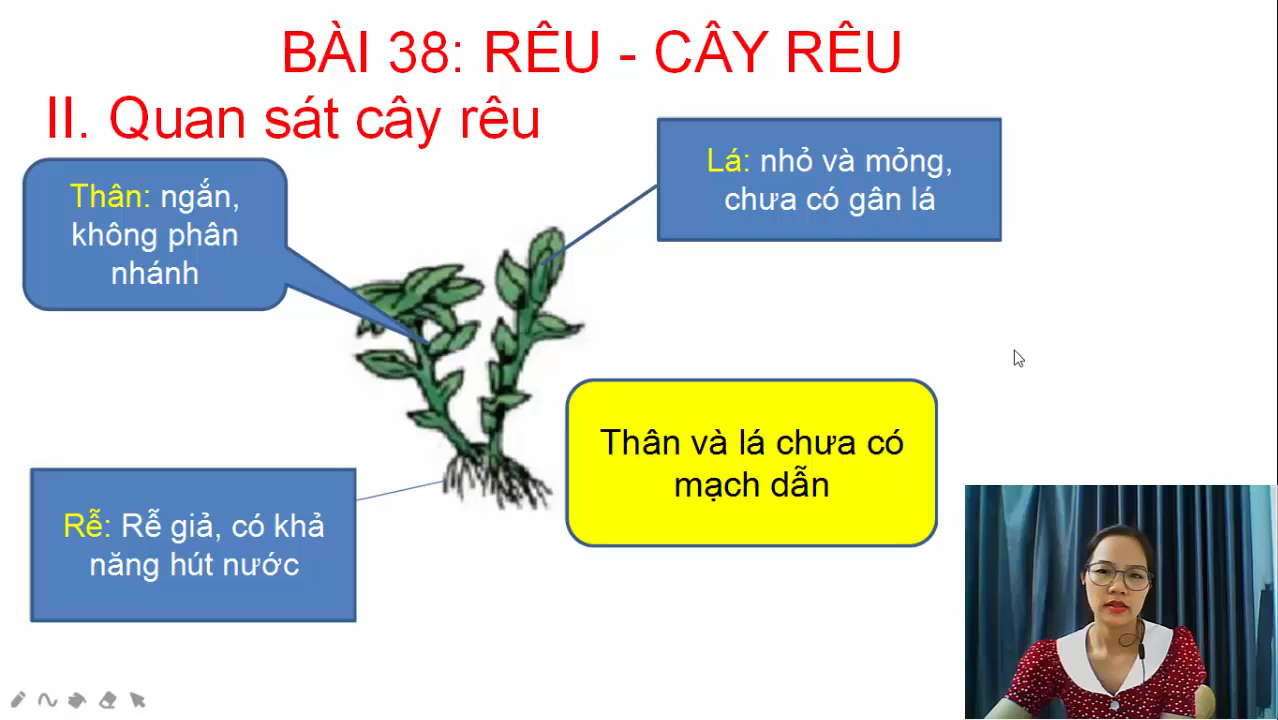 BÀI 38: RÊU - CÂY RÊU
II. Quan sát cây rêu
Thân: ngắn,
không phân
nhánh
Lá: nhỏ và mỏng,
chưa có gân lá
Thân và lá chưa có
mạch dẫn
Rễ: Rễ giả, có khả
năng hút nước